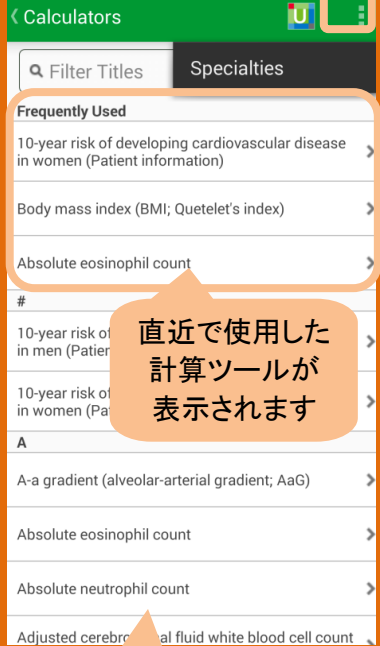 Calculators
U
Filter Titles
Specialties
Frequently Used
10-year risk of developing cardiovascular disease
in women (Patient information)
Body mass index (BMI; Quetelet's index)
Absolute eosinophil count
#
10-year risk of
in men (Patien
10-year risk of
in women (Pa
直近で使用した
計算ツールが
表示されます
A
A-a gradient (alveolar-arterial gradient; AaG)
Absolute eosinophil count
Absolute neutrophil count
Adjusted al fluid white blood cell count